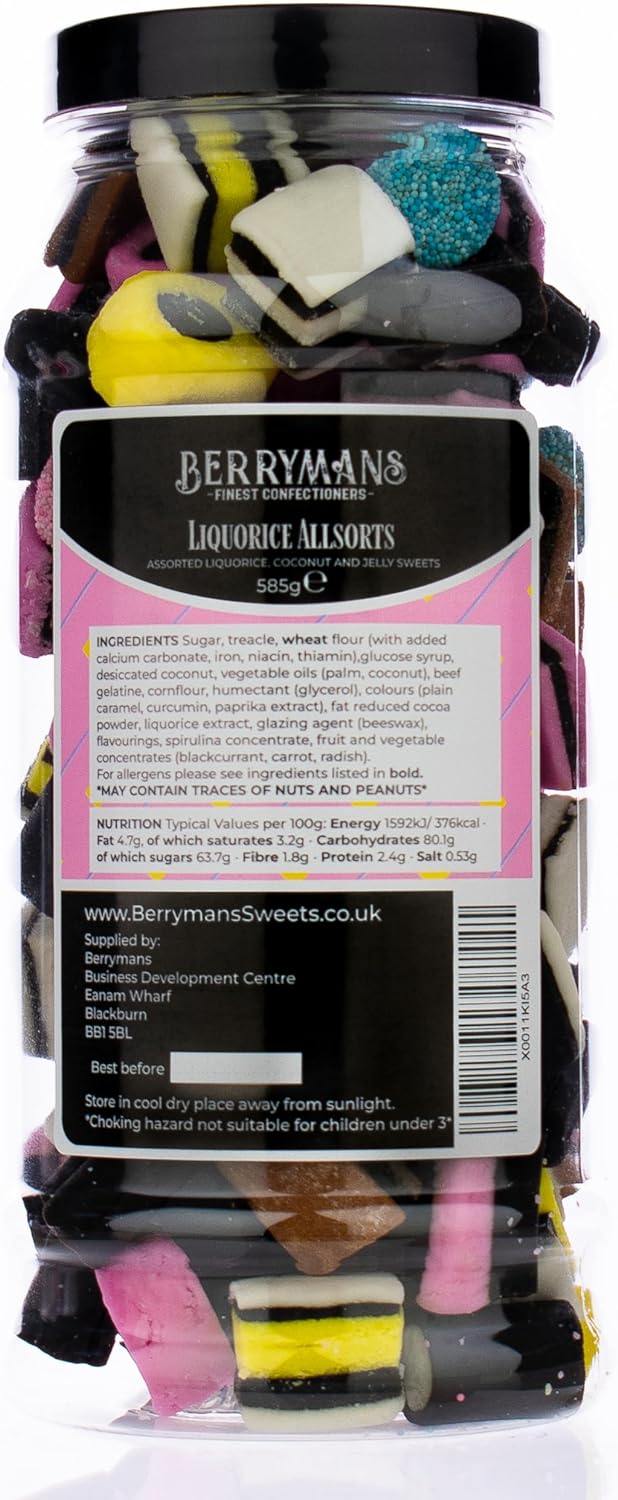 BERRYMANS
-FINEST CONFECTIONERS-
LIQUORICE ALLSORTS
ASSORTED LIQUORICE, COCONUT AND JELLY SWEETS
585g℮
INGREDIENTS Sugar, treacle, wheat flour (with added
calcium carbonate, iron, niacin, thiamin),glucose syrup,
desiccated coconut, vegetable oils (palm, coconut), beef
gelatine, cornflour, humectant (glycerol), colours (plain
caramel, curcumin, paprika extract), fat reduced cocoa
powder, liquorice extract, glazing agent (beeswax),
flavourings, spirulina concentrate, fruit and vegetable
concentrates (blackcurrant, carrot, radish).
For allergens please see ingredients listed in bold.
*MAY CONTAIN TRACES OF NUTS AND PEANUTS*
NUTRITION Typical Values per 100g: Energy 1592kJ/ 376kcal ·
Fat 4.7g, of which saturates 3.2g · Carbohydrates 80.1g
of which sugars 63.7g · Fibre 1.8g · Protein 2.4g · Salt 0.53g
www.BerrymansSweets.co.uk
Supplied by:
Berrymans
Business Development Centre
Eanam Wharf
Blackburn
BB1 5BL
Best before
Store in cool dry place away from sunlight.
*Choking hazard not suitable for children under 3*
X0011KI5A3